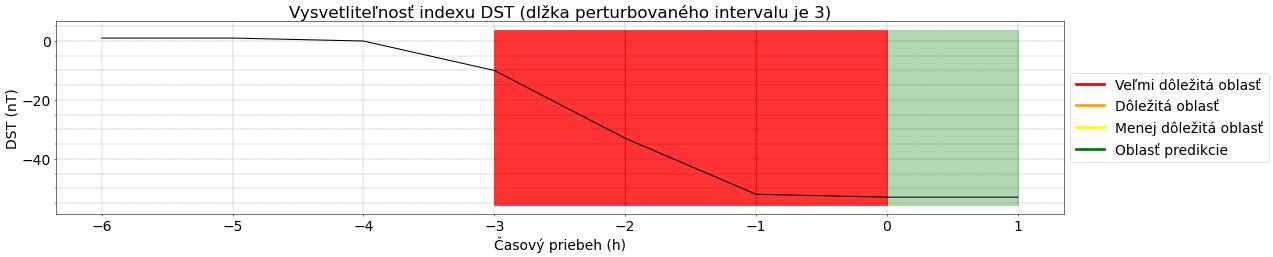 Vysvetliteľnosť indexu DST (dĺžka perturbovaného intervalu je 3)
DST (nT)
0
−20
−40
−6 −5 −4 −3 −2 −1 0 1
Časový priebeh (h)
Veľmi dôležitá oblasť
Dôležitá oblasť
Menej dôležitá oblasť
Oblasť predikcie